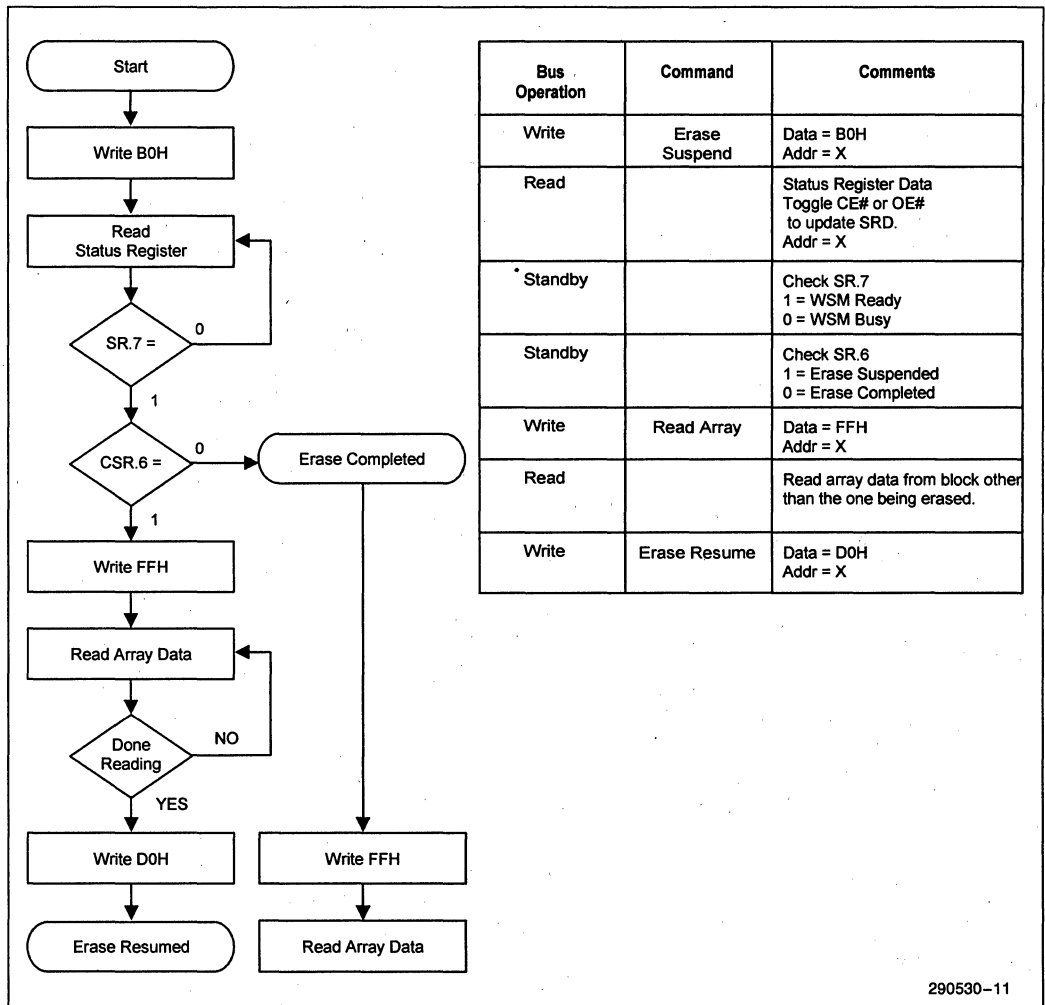 Start
Write B0H
Read
Status Register
SR.7 =
0
1
CSR.6 =
0
Erase Completed
1
Write FFH
Read Array Data
Done
Reading
NO
YES
Write D0H
Write FFH
Erase Resumed
Read Array Data
Bus
Operation
Command
Comments
Write
Erase
Suspend
Data = B0H
Addr = X
Read
Status Register Data
Toggle CE# or OE#
to update SRD.
Addr = X
Standby
Check SR.7
1 = WSM Ready
0 = WSM Busy
Standby
Check SR.6
1 = Erase Suspended
0 = Erase Completed
Write
Read Array
Data = FFH
Addr = X
Read
Read array data from block other
than the one being erased.
Write
Erase Resume
Data = D0H
Addr = X
290530–11